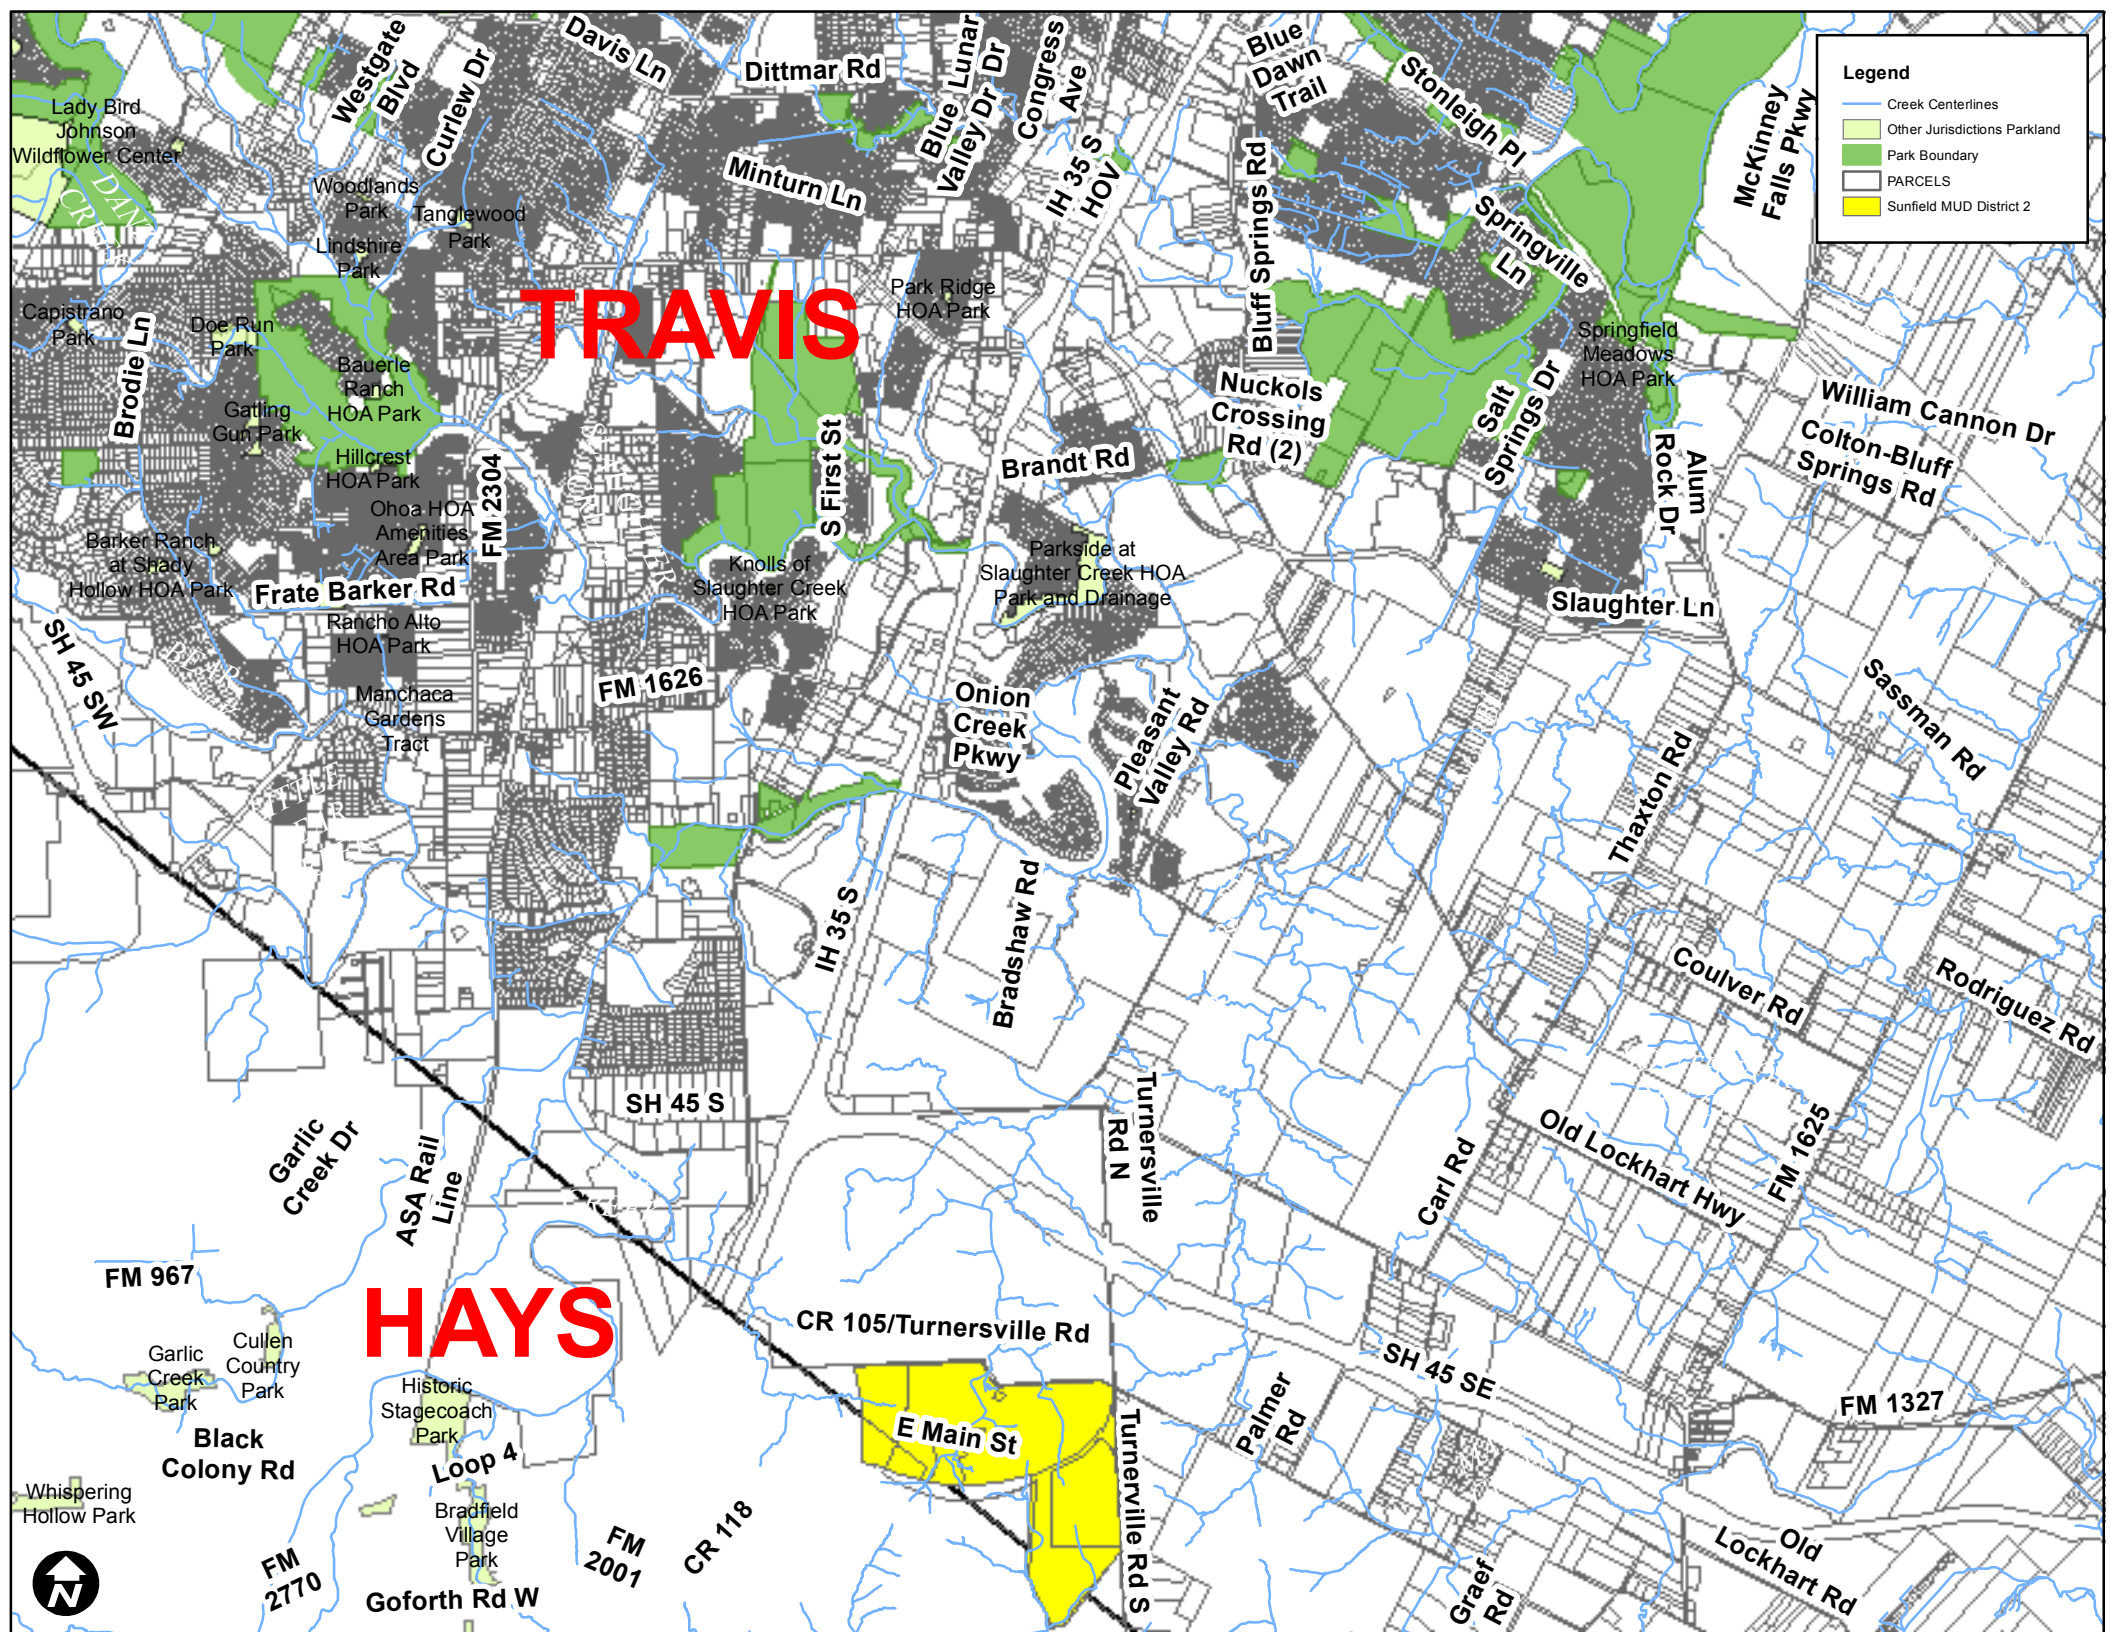 Legend
Creek Centerlines
Other Jurisdictions Parkland
Park Boundary
PARCELS
Sunfield MUD District 2
Westgate
Blvd
Curlew Dr
Davis Ln
Dittmar Rd
Blue Lunar
Dr
Valley Dr
Congress
Ave
IH 35 S
HOV
Blue
Dawn
Trail
Stonleigh Pl
McKinney
Falls Pkwy
Lady Bird
Johnson
Wildflower Center
Woodlands
Park
Tanglewood
Park
Minturn Ln
Bluff Springs Rd
Springville
Ln
Lindshire
Park
Capistrano
Park
Brodie Ln
Doe Run
Park
TRAVIS
Park Ridge
HOA Park
Springfield
Meadows
HOA Park
Bauerle
Ranch
HOA Park
Gatling
Gun Park
Nuckols
Crossing
Rd (2)
Salt
Springs Dr
William Cannon Dr
Colton-Bluff
Springs Rd
Hillcrest
HOA Park
FM 2304
S First St
Brandt Rd
Alum
Rock Dr
Ohoa HOA
Amenities
Area Park
SLAUGHTER
Barker Ranch
at Shady
Hollow HOA Park
Knolls of
Slaughter Creek
HOA Park
Parkside at
Slaughter Creek HOA
Park and Drainage
Frate Barker Rd
Slaughter Ln
Rancho Alto
HOA Park
SH 45 SW
BEAR
FM 1626
Manchaca
Gardens
Tract
Onion
Creek
Pkwy
Pleasant
Valley Rd
Sassman Rd
Thaxton Rd
LITTLE
IH 35 S
Bradshaw Rd
Coulver Rd
Rodriguez Rd
SH 45 S
Turnersville
Rd N
Garlic
Creek Dr
ASA Rail
Line
Carl Rd
Old Lockhart Hwy
FM 1625
FM 967
HAYS
CR 105/Turnersville Rd
Cullen
Country
Park
Garlic
Creek
Park
Historic
Stagecoach
Park
SH 45 SE
FM 1327
Palmer
Rd
Black
Colony Rd
Loop 4
E Main St
Turnerville Rd S
Whispering
Hollow Park
Bradfield
Village
Park
FM
2001
CR 118
Old
Lockhart Rd
FM
2770
Goforth Rd W
Graef
Rd
N